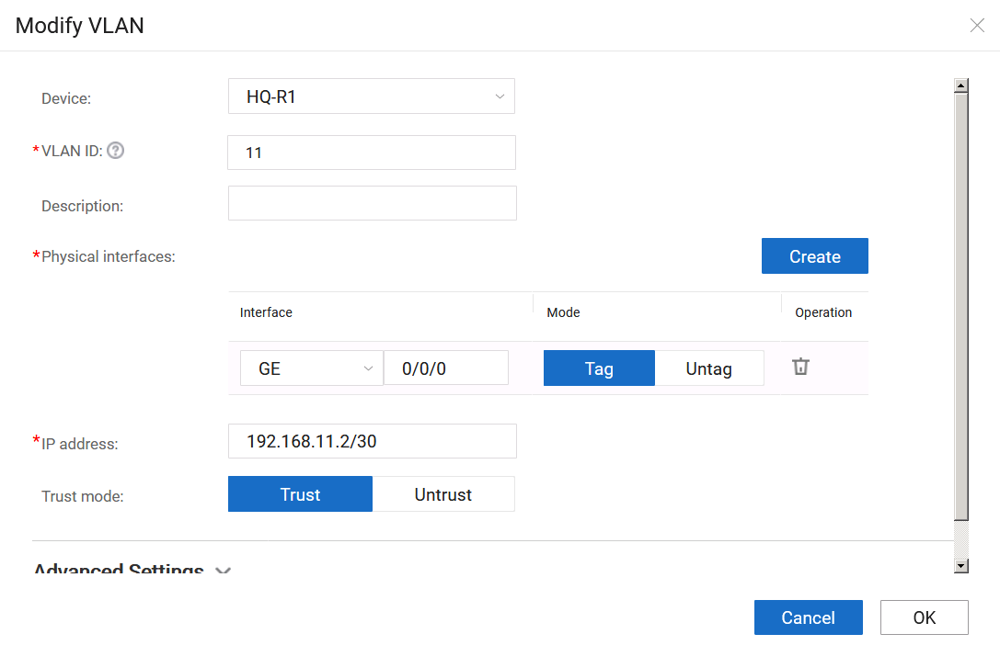 Modify VLAN
Device: HQ-R1
*VLAN ID: ? 11
Description:
*Physical interfaces: Create
Interface Mode Operation
GE 0/0/0 Tag Untag
*IP address: 192.168.11.2/30
Trust mode: Trust Untrust
Advanced Settings
Cancel OK